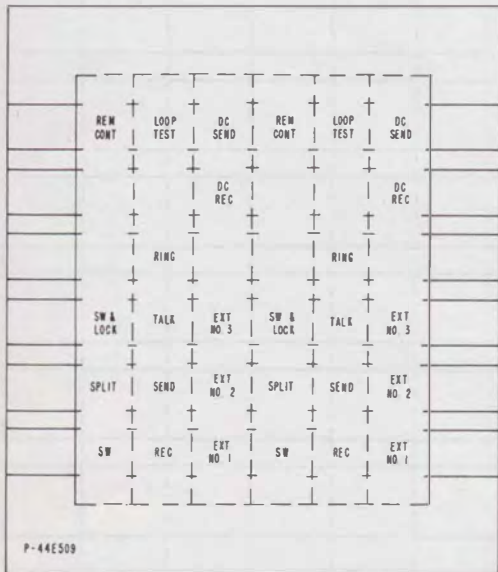 REM CONT LOOP TEST DC SEND REM CONT LOOP TEST DC SEND
DC REC DC REC
RING RING
SW & LOCK TALK EXT NO. 3 SW & LOCK TALK EXT NO. 3
SPLIT SEND EXT NO. 2 SPLIT SEND EXT NO. 2
SW REC EXT NO. 1 SW REC EXT NO. 1
P-44E509